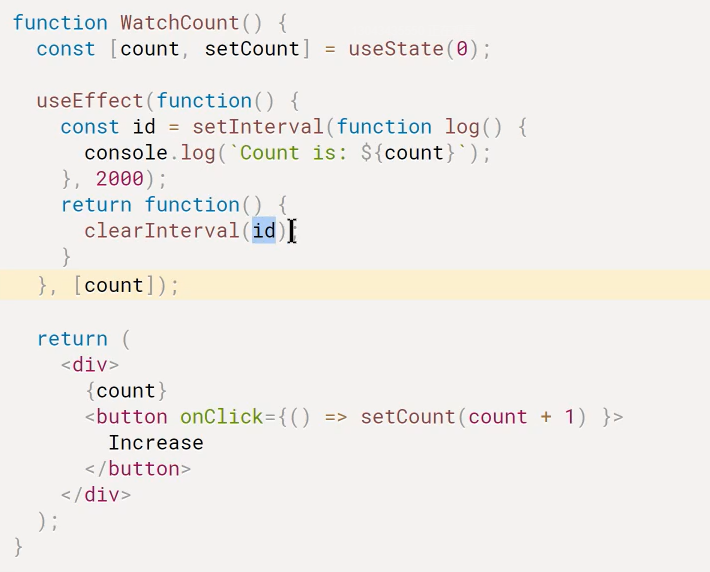 function WatchCount() {
  const [count, setCount] = useState(0);

  useEffect(function() {
    const id = setInterval(function log() {
      console.log(`Count is: ${count}`);
    }, 2000);
    return function() {
      clearInterval(id);
    }
  }, [count]);

  return (
    <div>
      {count}
      <button onClick={() => setCount(count + 1) }>
        Increase
      </button>
    </div>
  );
}